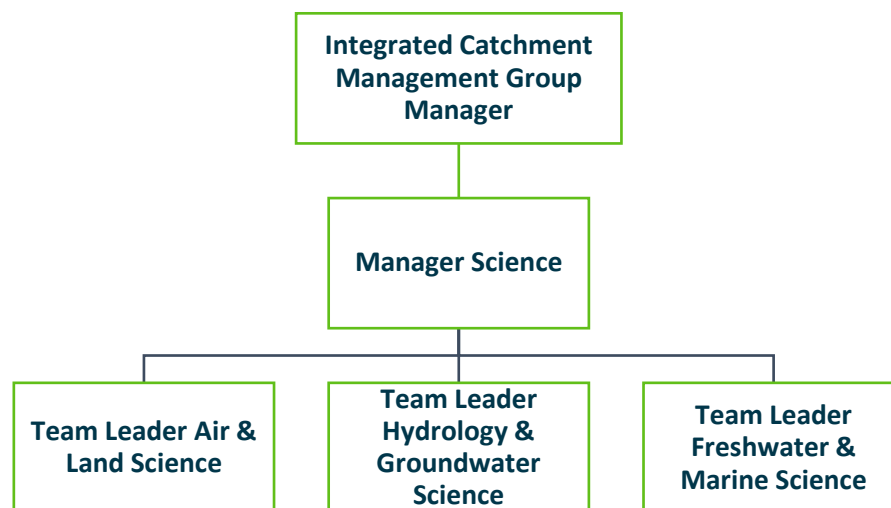 Integrated Catchment
Management Group
Manager
Manager Science
Team Leader Air &
Land Science
Team Leader
Hydrology &
Groundwater
Science
Team Leader
Freshwater &
Marine Science